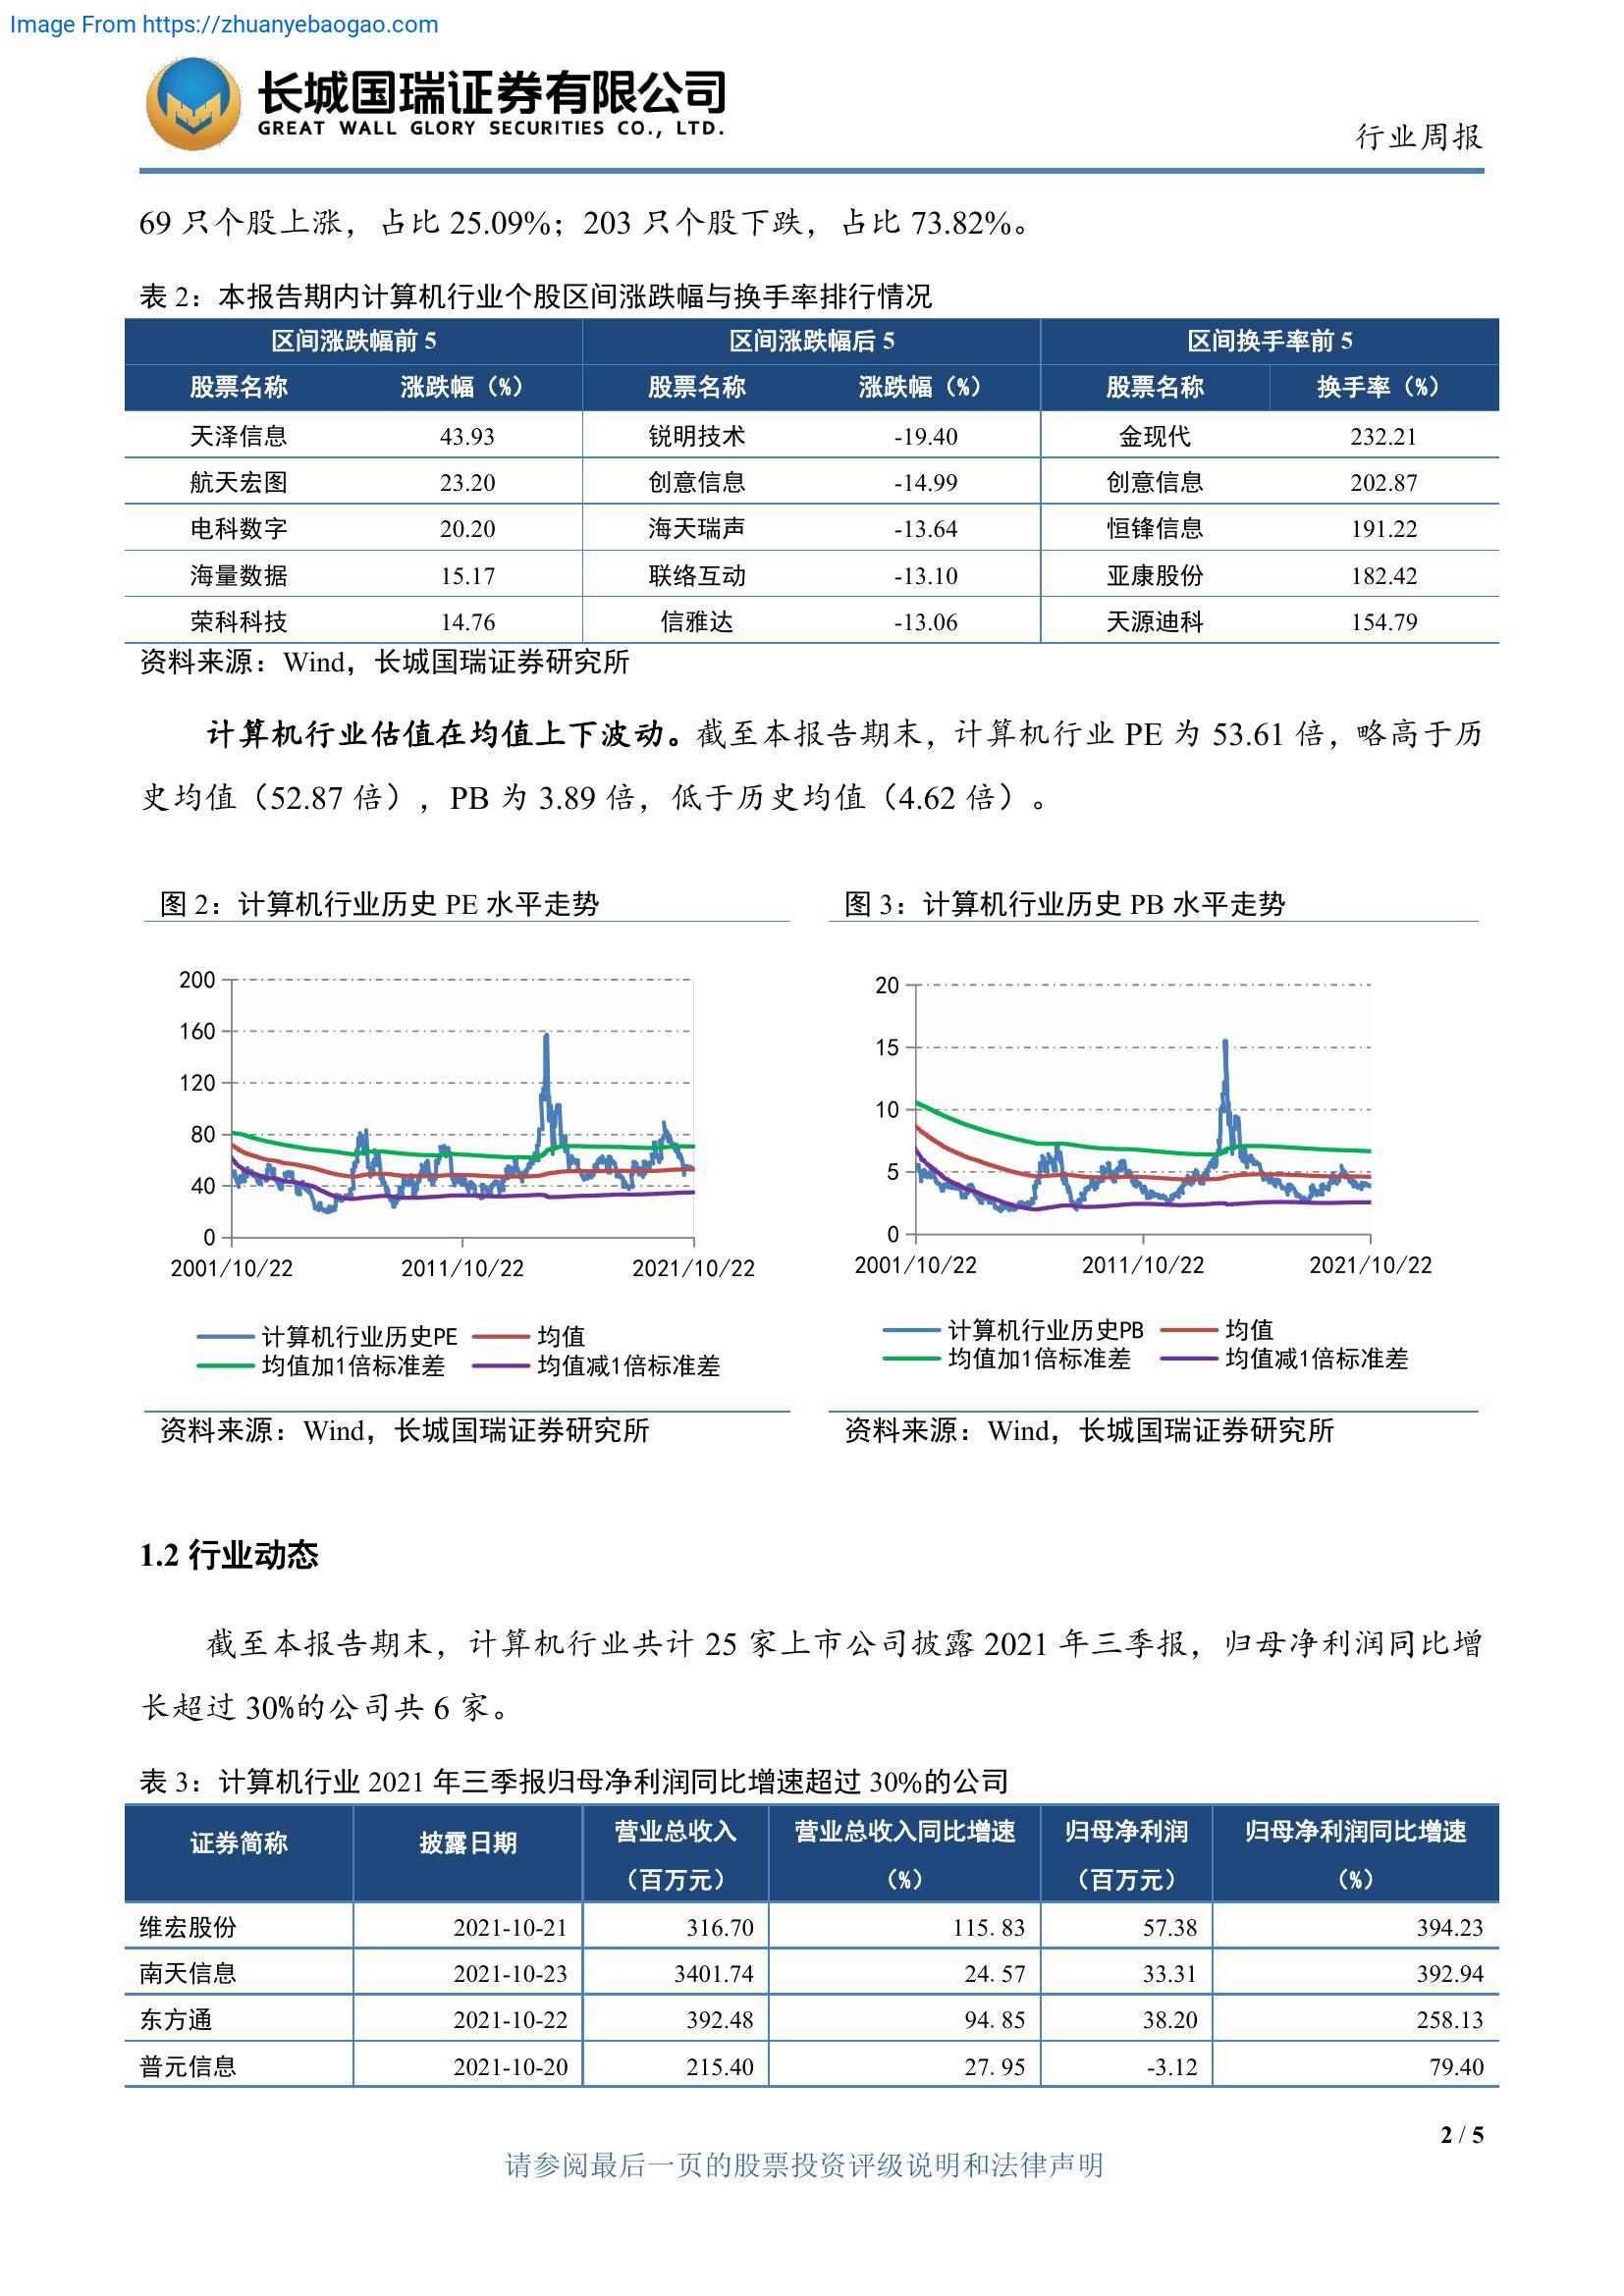 Image From https://zhuanyebaogao.com
长城国瑞证券有限公司
GREAT WALL GLORY SECURITIES CO., LTD.
行业周报
69 只个股上涨，占比 25.09%；203 只个股下跌，占比 73.82%。
表 2：本报告期内计算机行业个股区间涨跌幅与换手率排行情况
区间涨跌幅前 5 区间涨跌幅后 5 区间换手率前 5
股票名称 涨跌幅（%） 股票名称 涨跌幅（%） 股票名称 换手率（%）
天泽信息 43.93 锐明技术 -19.40 金现代 232.21
航天宏图 23.20 创意信息 -14.99 创意信息 202.87
电科数字 20.20 海天瑞声 -13.64 恒锋信息 191.22
海量数据 15.17 联络互动 -13.10 亚康股份 182.42
荣科科技 14.76 信雅达 -13.06 天源迪科 154.79
资料来源：Wind，长城国瑞证券研究所
计算机行业估值在均值上下波动。截至本报告期末，计算机行业 PE 为 53.61 倍，略高于历
史均值（52.87 倍），PB 为 3.89 倍，低于历史均值（4.62 倍）。
图 2：计算机行业历史 PE 水平走势
200
160
120
80
40
0
2001/10/22 2011/10/22 2021/10/22
计算机行业历史PE 均值
均值加1倍标准差 均值减1倍标准差
资料来源：Wind，长城国瑞证券研究所
图 3：计算机行业历史 PB 水平走势
20
15
10
5
0
2001/10/22 2011/10/22 2021/10/22
计算机行业历史PB 均值
均值加1倍标准差 均值减1倍标准差
资料来源：Wind，长城国瑞证券研究所
1.2 行业动态
截至本报告期末，计算机行业共计 25 家上市公司披露 2021 年三季报，归母净利润同比增
长超过 30%的公司共 6 家。
表 3：计算机行业 2021 年三季报归母净利润同比增速超过 30%的公司
证券简称 披露日期 营业总收入（百万元） 营业总收入同比增速（%） 归母净利润（百万元） 归母净利润同比增速（%）
维宏股份 2021-10-21 316.70 115.83 57.38 394.23
南天信息 2021-10-23 3401.74 24.57 33.31 392.94
东方通 2021-10-22 392.48 94.85 38.20 258.13
普元信息 2021-10-20 215.40 27.95 -3.12 79.40
2 / 5
请参阅最后一页的股票投资评级说明和法律声明